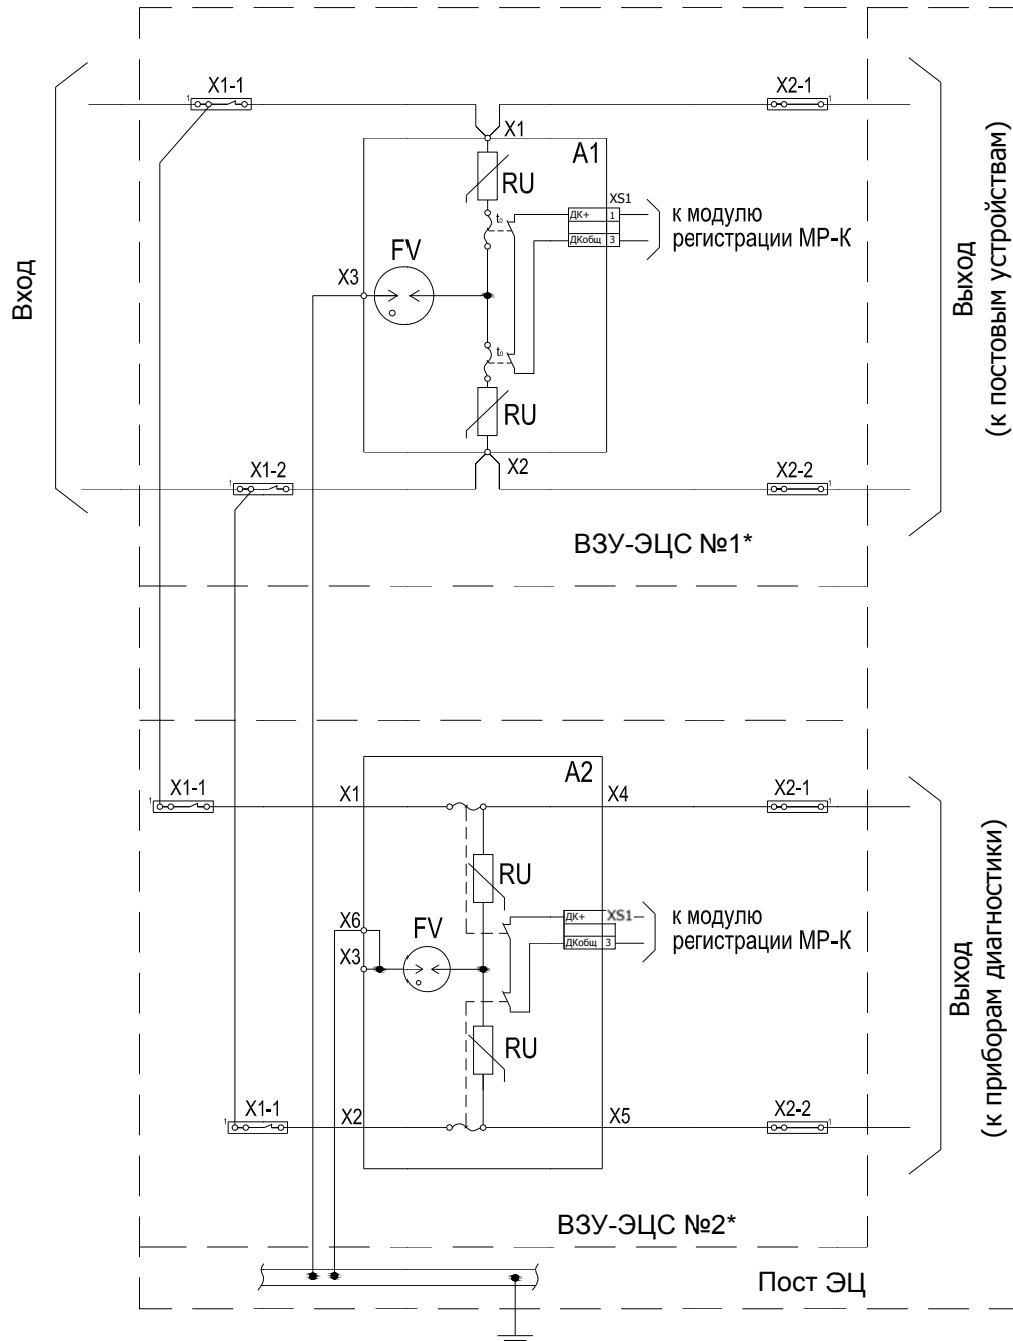 X1-1
X2-1
X1
A1
RU
XS1
ДК+ 1
t₀
к модулю
регистрации МР-К
ДКобщ 3
FV
X3
Вход
Выход
(к постовым устройствам)
t₀
RU
X1-2
X2
X2-2
ВЗУ-ЭЦС №1*
A2
X1-1
X1
X4
X2-1
RU
ДК+ XS1
к модулю
регистрации МР-К
ДКобщ 3
X6
FV
X3
Выход
(к приборам диагностики)
RU
X1-1
X2
X5
X2-2
ВЗУ-ЭЦС №2*
Пост ЭЦ